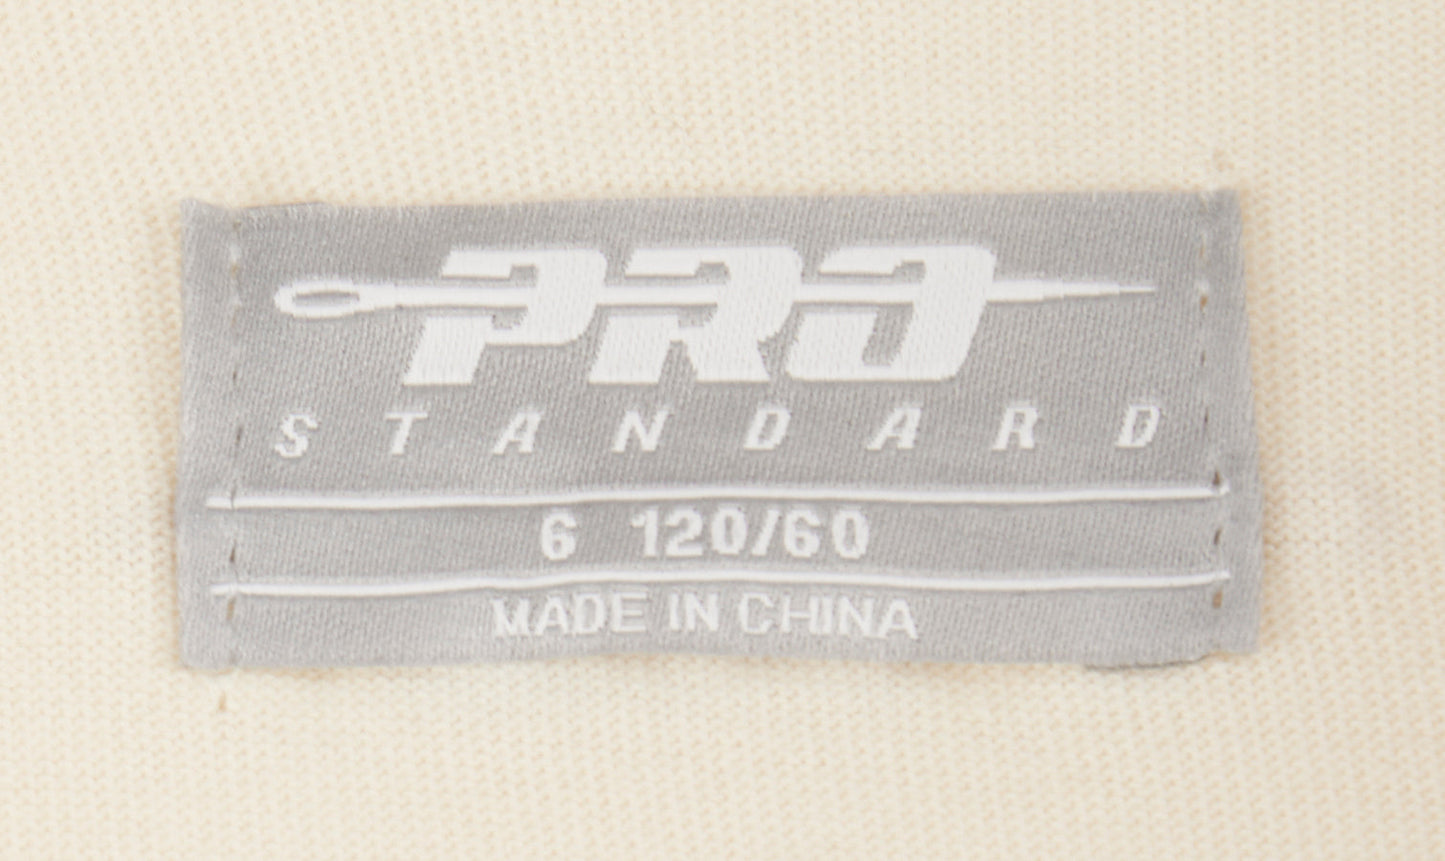 PRO
STANDARD
6 120/60
MADE IN CHINA